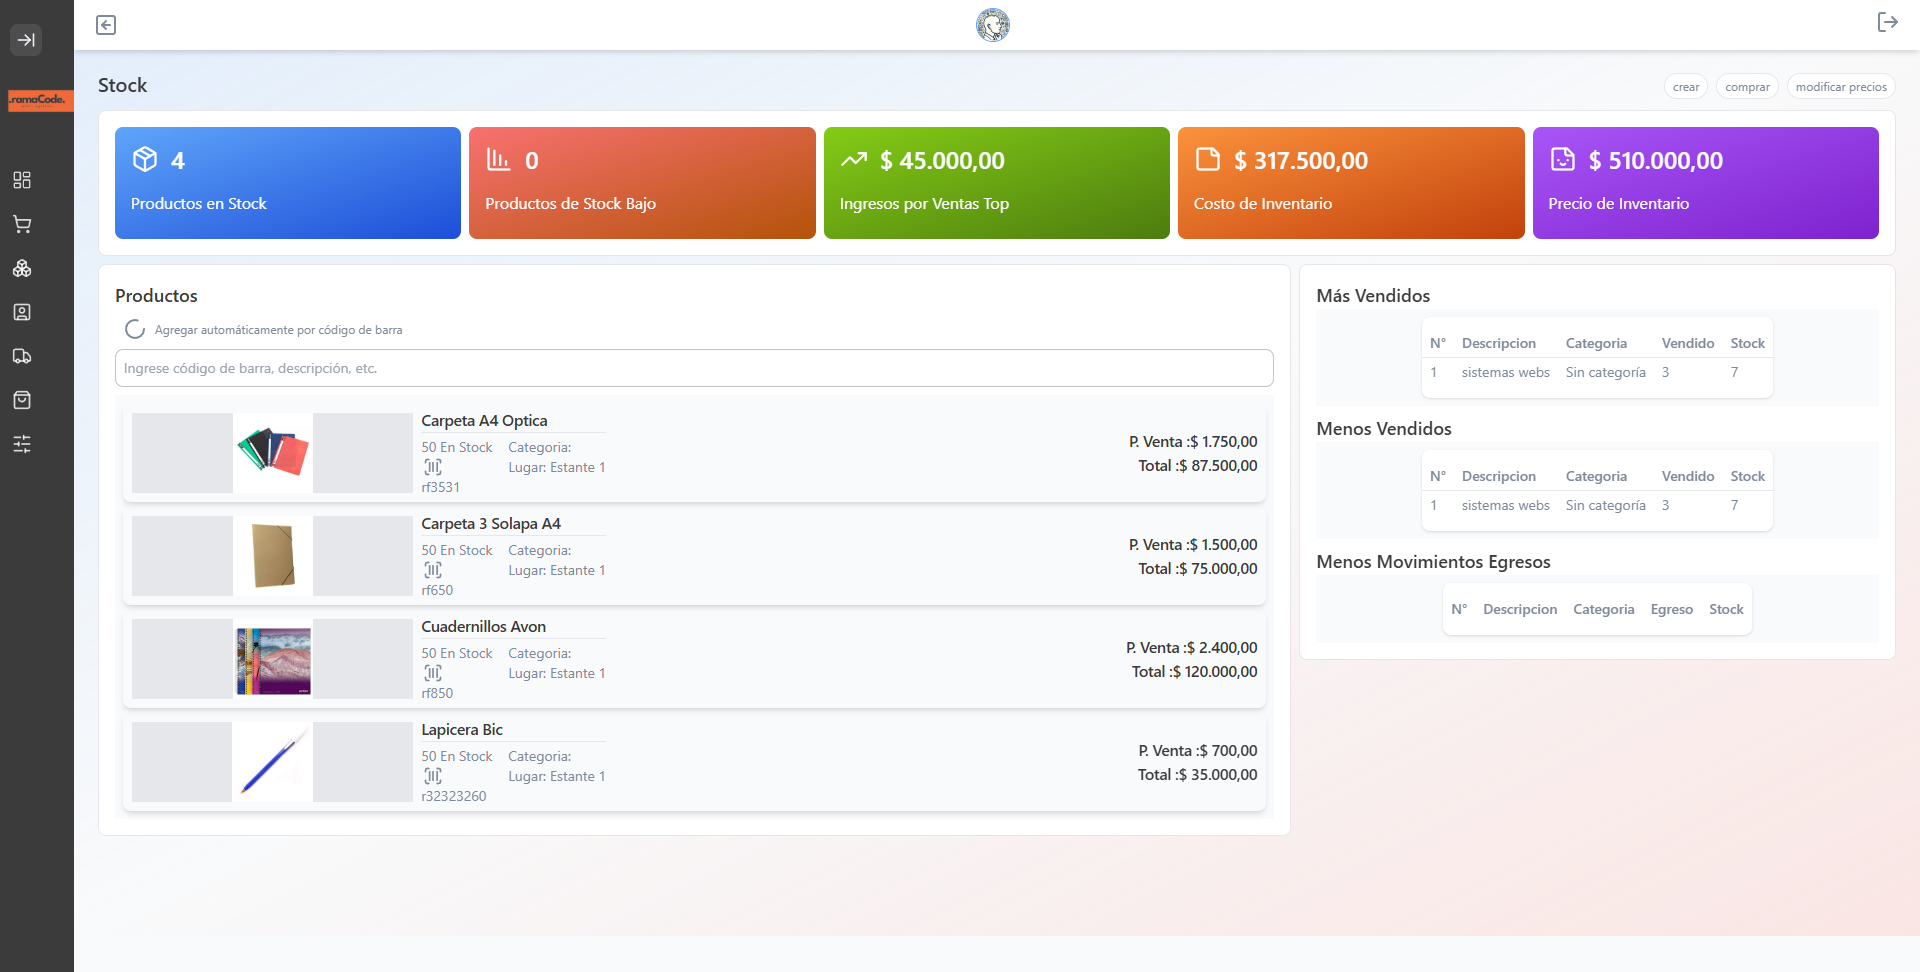 .ramaCode.
Stock
crear
comprar
modificar precios
4
Productos en Stock
0
Productos de Stock Bajo
$ 45.000,00
Ingresos por Ventas Top
$ 317.500,00
Costo de Inventario
$ 510.000,00
Precio de Inventario
Productos
Agregar automáticamente por código de barra
Ingrese código de barra, descripción, etc.
Carpeta A4 Optica
50 En Stock Categoria:
Lugar: Estante 1
rf3531
P. Venta :$ 1.750,00
Total :$ 87.500,00
Carpeta 3 Solapa A4
50 En Stock Categoria:
Lugar: Estante 1
rf650
P. Venta :$ 1.500,00
Total :$ 75.000,00
Cuadernillos Avon
50 En Stock Categoria:
Lugar: Estante 1
rf850
P. Venta :$ 2.400,00
Total :$ 120.000,00
Lapicera Bic
50 En Stock Categoria:
Lugar: Estante 1
r32323260
P. Venta :$ 700,00
Total :$ 35.000,00
Más Vendidos
N° Descripcion Categoria Vendido Stock
1 sistemas webs Sin categoría 3 7
Menos Vendidos
N° Descripcion Categoria Vendido Stock
1 sistemas webs Sin categoría 3 7
Menos Movimientos Egresos
N° Descripcion Categoria Egreso Stock